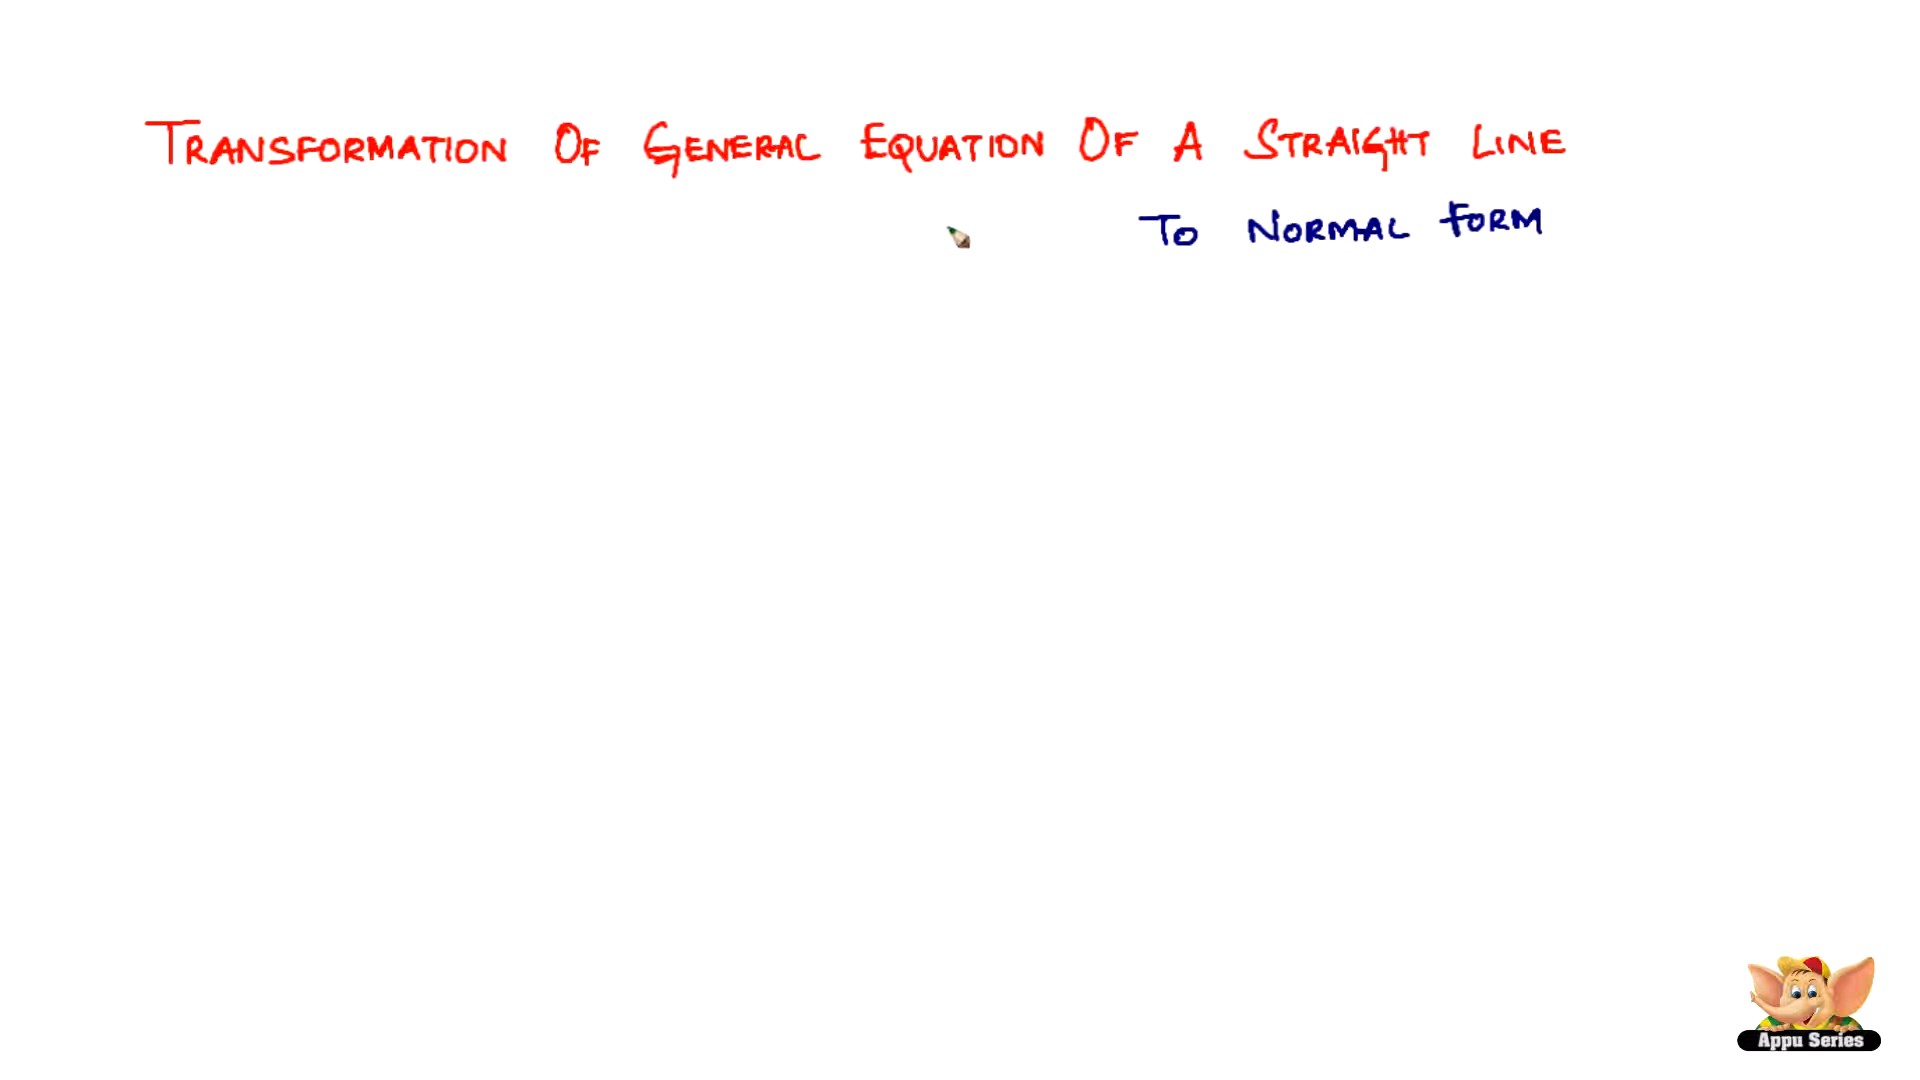 TRANSFORMATION OF GENERAL EQUATION OF A STRAIGHT LINE
TO NORMAL FORM
Appu Series